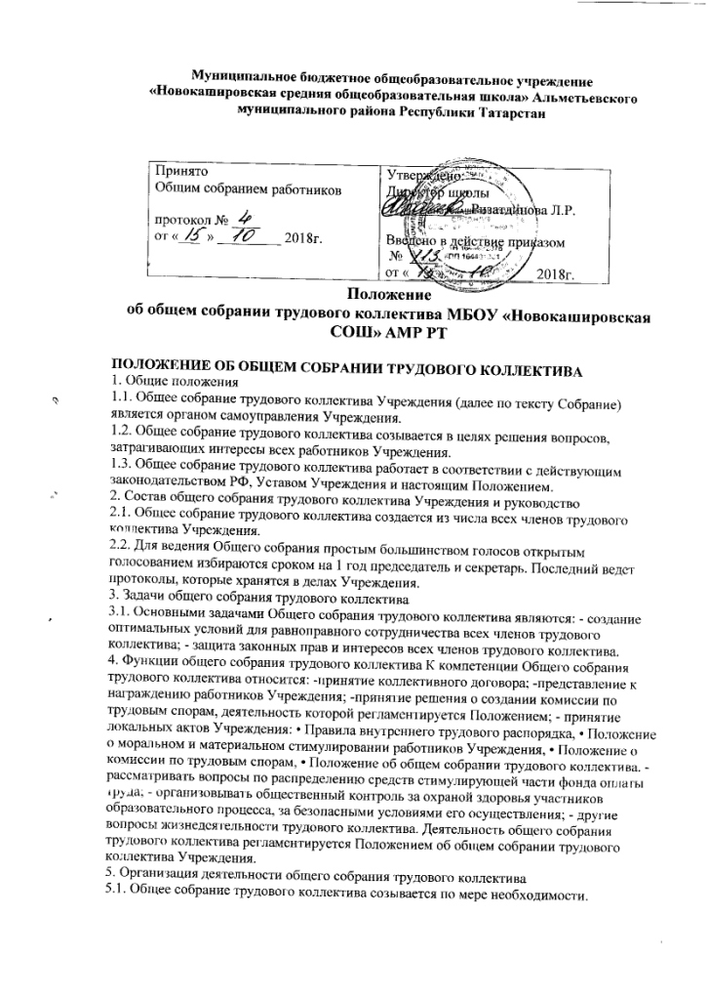 Муниципальное бюджетное общеобразовательное учреждение
«Новокашировская средняя общеобразовательная школа» Альметьевского
муниципального района Республики Татарстан
Принято
Общим собранием работников
протокол № 4
от « 15 » 10 2018г.
Утверждено:
Директор школы
Ризатдинова Л.Р.
Введено в действие приказом
№ 113
от « 15 » 10 2018г.
Положение
об общем собрании трудового коллектива МБОУ «Новокашировская
СОШ» АМР РТ
ПОЛОЖЕНИЕ ОБ ОБЩЕМ СОБРАНИИ ТРУДОВОГО КОЛЛЕКТИВА
1. Общие положения
1.1. Общее собрание трудового коллектива Учреждения (далее по тексту Собрание)
является органом самоуправления Учреждения.
1.2. Общее собрание трудового коллектива созывается в целях решения вопросов,
затрагивающих интересы всех работников Учреждения.
1.3. Общее собрание трудового коллектива работает в соответствии с действующим
законодательством РФ, Уставом Учреждения и настоящим Положением.
2. Состав общего собрания трудового коллектива Учреждения и руководство
2.1. Общее собрание трудового коллектива создается из числа всех членов трудового
коллектива Учреждения.
2.2. Для ведения Общего собрания простым большинством голосов открытым
голосованием избираются сроком на 1 год председатель и секретарь. Последний ведет
протоколы, которые хранятся в делах Учреждения.
3. Задачи общего собрания трудового коллектива
3.1. Основными задачами Общего собрания трудового коллектива являются: - создание
оптимальных условий для равноправного сотрудничества всех членов трудового
коллектива; - защита законных прав и интересов всех членов трудового коллектива.
4. Функции общего собрания трудового коллектива К компетенции Общего собрания
трудового коллектива относится: -принятие коллективного договора; -представление к
награждению работников Учреждения; -принятие решения о создании комиссии по
трудовым спорам, деятельность которой регламентируется Положением; - принятие
локальных актов Учреждения: • Правила внутреннего трудового распорядка, • Положение
о моральном и материальном стимулировании работников Учреждения, • Положение о
комиссии по трудовым спорам, • Положение об общем собрании трудового коллектива. -
рассматривать вопросы по распределению средств стимулирующей части фонда оплаты
труда; - организовывать общественный контроль за охраной здоровья участников
образовательного процесса, за безопасными условиями его осуществления; - другие
вопросы жизнедеятельности трудового коллектива. Деятельность общего собрания
трудового коллектива регламентируется Положением об общем собрании трудового
коллектива Учреждения.
5. Организация деятельности общего собрания трудового коллектива
5.1. Общее собрание трудового коллектива созывается по мере необходимости.